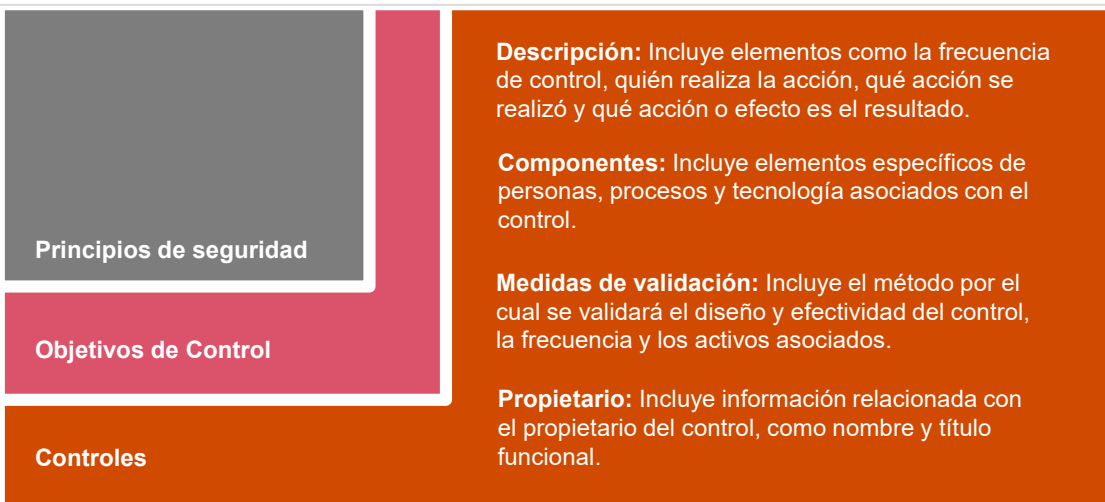 Principios de seguridad
Objetivos de Control
Controles
Descripción: Incluye elementos como la frecuencia
de control, quién realiza la acción, qué acción se
realizó y qué acción o efecto es el resultado.
Componentes: Incluye elementos específicos de
personas, procesos y tecnología asociados con el
control.
Medidas de validación: Incluye el método por el
cual se validará el diseño y efectividad del control,
la frecuencia y los activos asociados.
Propietario: Incluye información relacionada con
el propietario del control, como nombre y título
funcional.